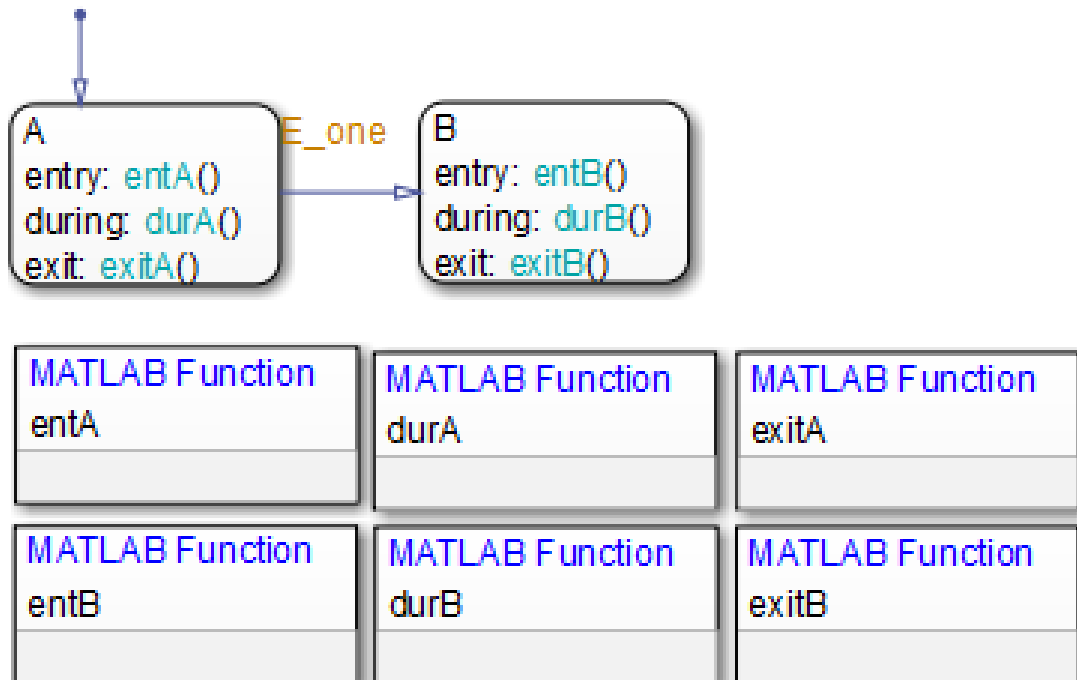 A
entry: entA()
during: durA()
exit: exitA()
E_one
B
entry: entB()
during: durB()
exit: exitB()
MATLAB Function
entA
MATLAB Function
durA
MATLAB Function
exitA
MATLAB Function
entB
MATLAB Function
durB
MATLAB Function
exitB